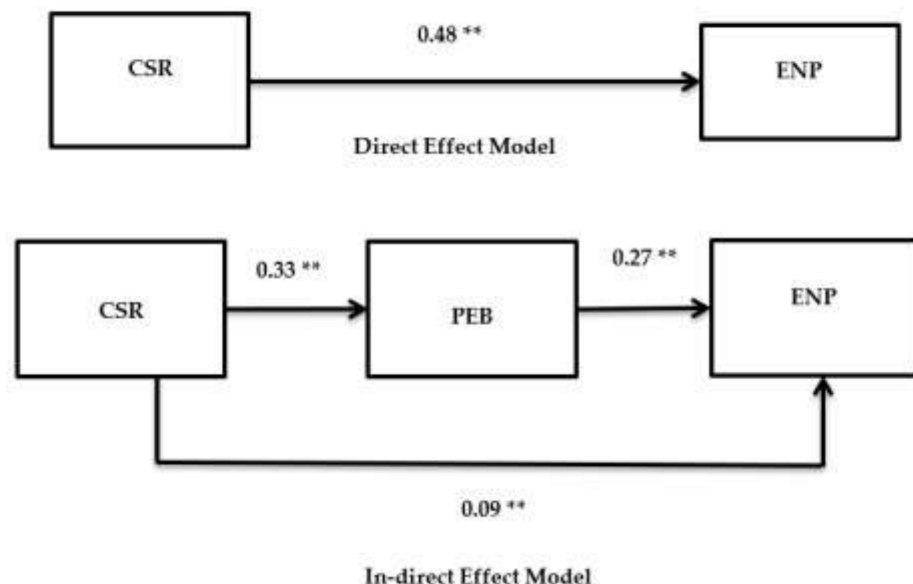 0.48 **
CSR
ENP
Direct Effect Model
0.33 **
0.27 **
CSR
PEB
ENP
0.09 **
In-direct Effect Model